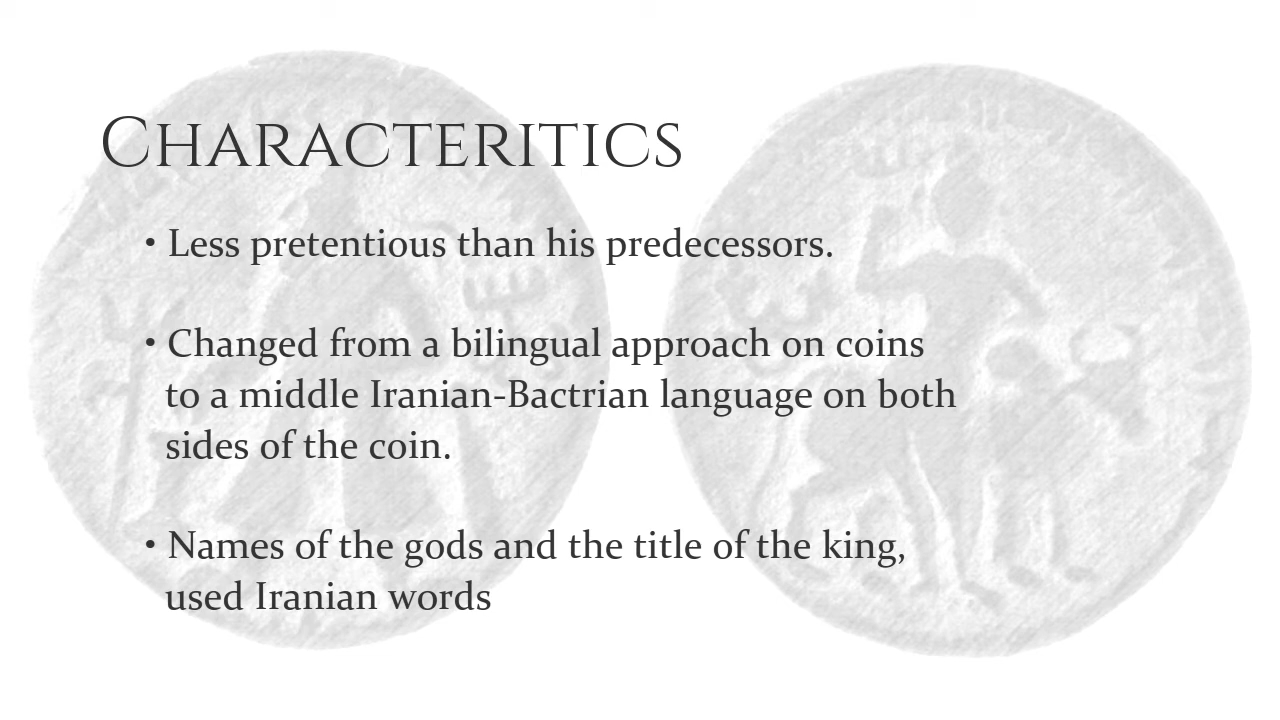 Characteritics
• Less pretentious than his predecessors.
• Changed from a bilingual approach on coins
to a middle Iranian-Bactrian language on both
sides of the coin.
• Names of the gods and the title of the king,
used Iranian words